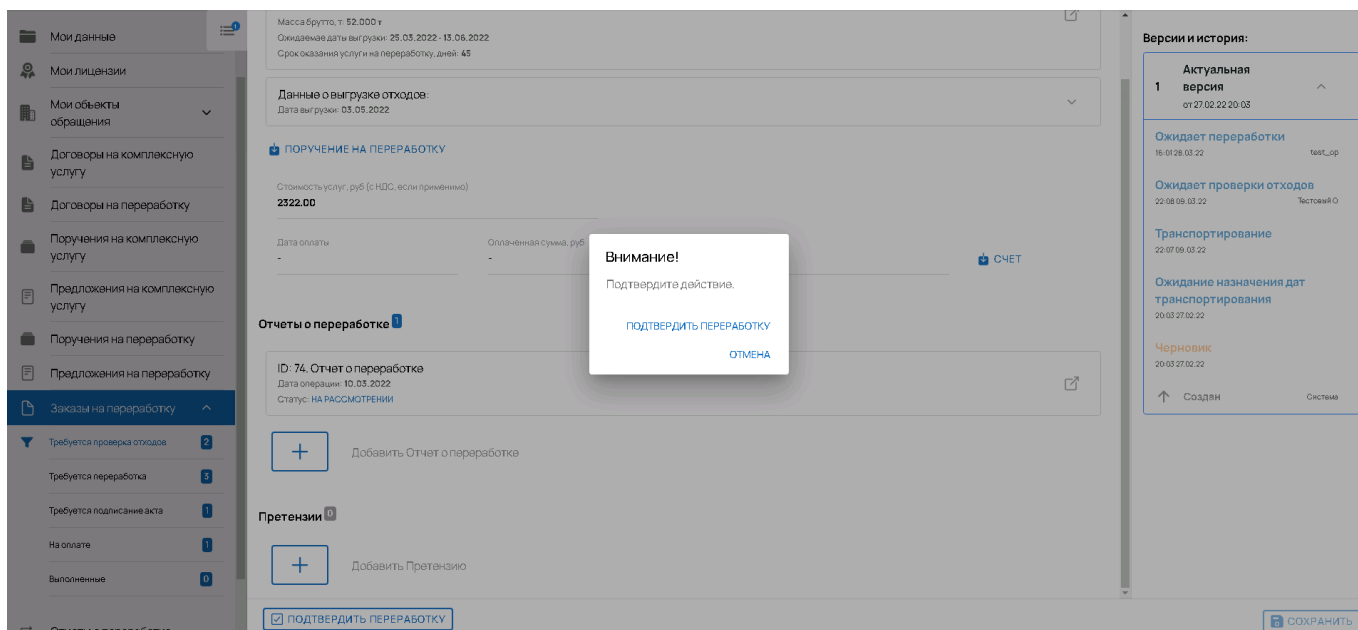 Мои данные
1
Мои лицензии
Мои объекты
обращения
Договоры на комплексную
услугу
Договоры на переработку
Поручения на комплексную
услугу
Предложения на комплексную
услугу
Поручения на переработку
Предложения на переработку
Заказы на переработку
Требуется проверка отходов 2
Требуется переработка 3
Требуется подписание акта 1
На оплате 1
Выполненные 0
Масса брутто, т: 52.000 т
Ожидаемые даты выгрузки: 25.03.2022 - 13.06.2022
Срок оказания услуги на переработку, дней: 45
Данные о выгрузке отходов:
Дата выгрузки: 03.05.2022
ПОРУЧЕНИЕ НА ПЕРЕРАБОТКУ
Стоимость услуг, руб (с НДС, если применимо)
2322.00
Дата оплаты
-
Оплаченная сумма, руб
-
СЧЕТ
Внимание!
Подтвердите действие.
ПОДТВЕРДИТЬ ПЕРЕРАБОТКУ
ОТМЕНА
Отчеты о переработке 1
ID: 74. Отчет о переработке
Дата операции: 10.03.2022
Статус: НА РАССМОТРЕНИИ
Добавить Отчет о переработке
Претензии 0
Добавить Претензию
ПОДТВЕРДИТЬ ПЕРЕРАБОТКУ
СОХРАНИТЬ
Версии и история:
1 Актуальная
версия
от 27.02.22 20:03
Ожидает переработки
16:01 28.03.22 test_op
Ожидает проверки отходов
22:08 09.03.22 Тестовый О
Транспортирование
22:07 09.03.22
Ожидание назначения дат
транспортирования
20:03 27.02.22
Черновик
20:03 27.02.22
Создан Система